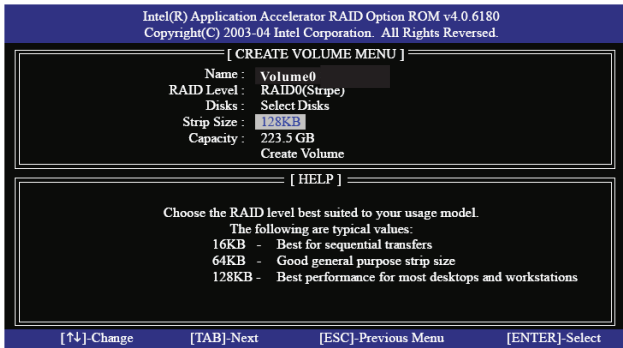 Intel(R) Application Accelerator RAID Option ROM v4.0.6180
Copyright(C) 2003-04 Intel Corporation. All Rights Reserved.
[ CREATE VOLUME MENU ]
Name : Volume0
RAID Level : RAID0(Stripe)
Disks : Select Disks
Strip Size : 128KB
Capacity : 223.5 GB
Create Volume
[ HELP ]
Choose the RAID level best suited to your usage model.
The following are typical values:
16KB - Best for sequential transfers
64KB - Good general purpose strip size
128KB - Best performance for most desktops and workstations
[↑↓]-Change [TAB]-Next [ESC]-Previous Menu [ENTER]-Select